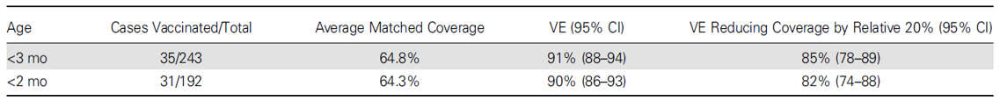 Age Cases Vaccinated/Total Average Matched Coverage VE (95% CI) VE Reducing Coverage by Relative 20% (95% CI)
<3 mo 35/243 64.8% 91% (88–94) 85% (78–89)
<2 mo 31/192 64.3% 90% (86–93) 82% (74–88)